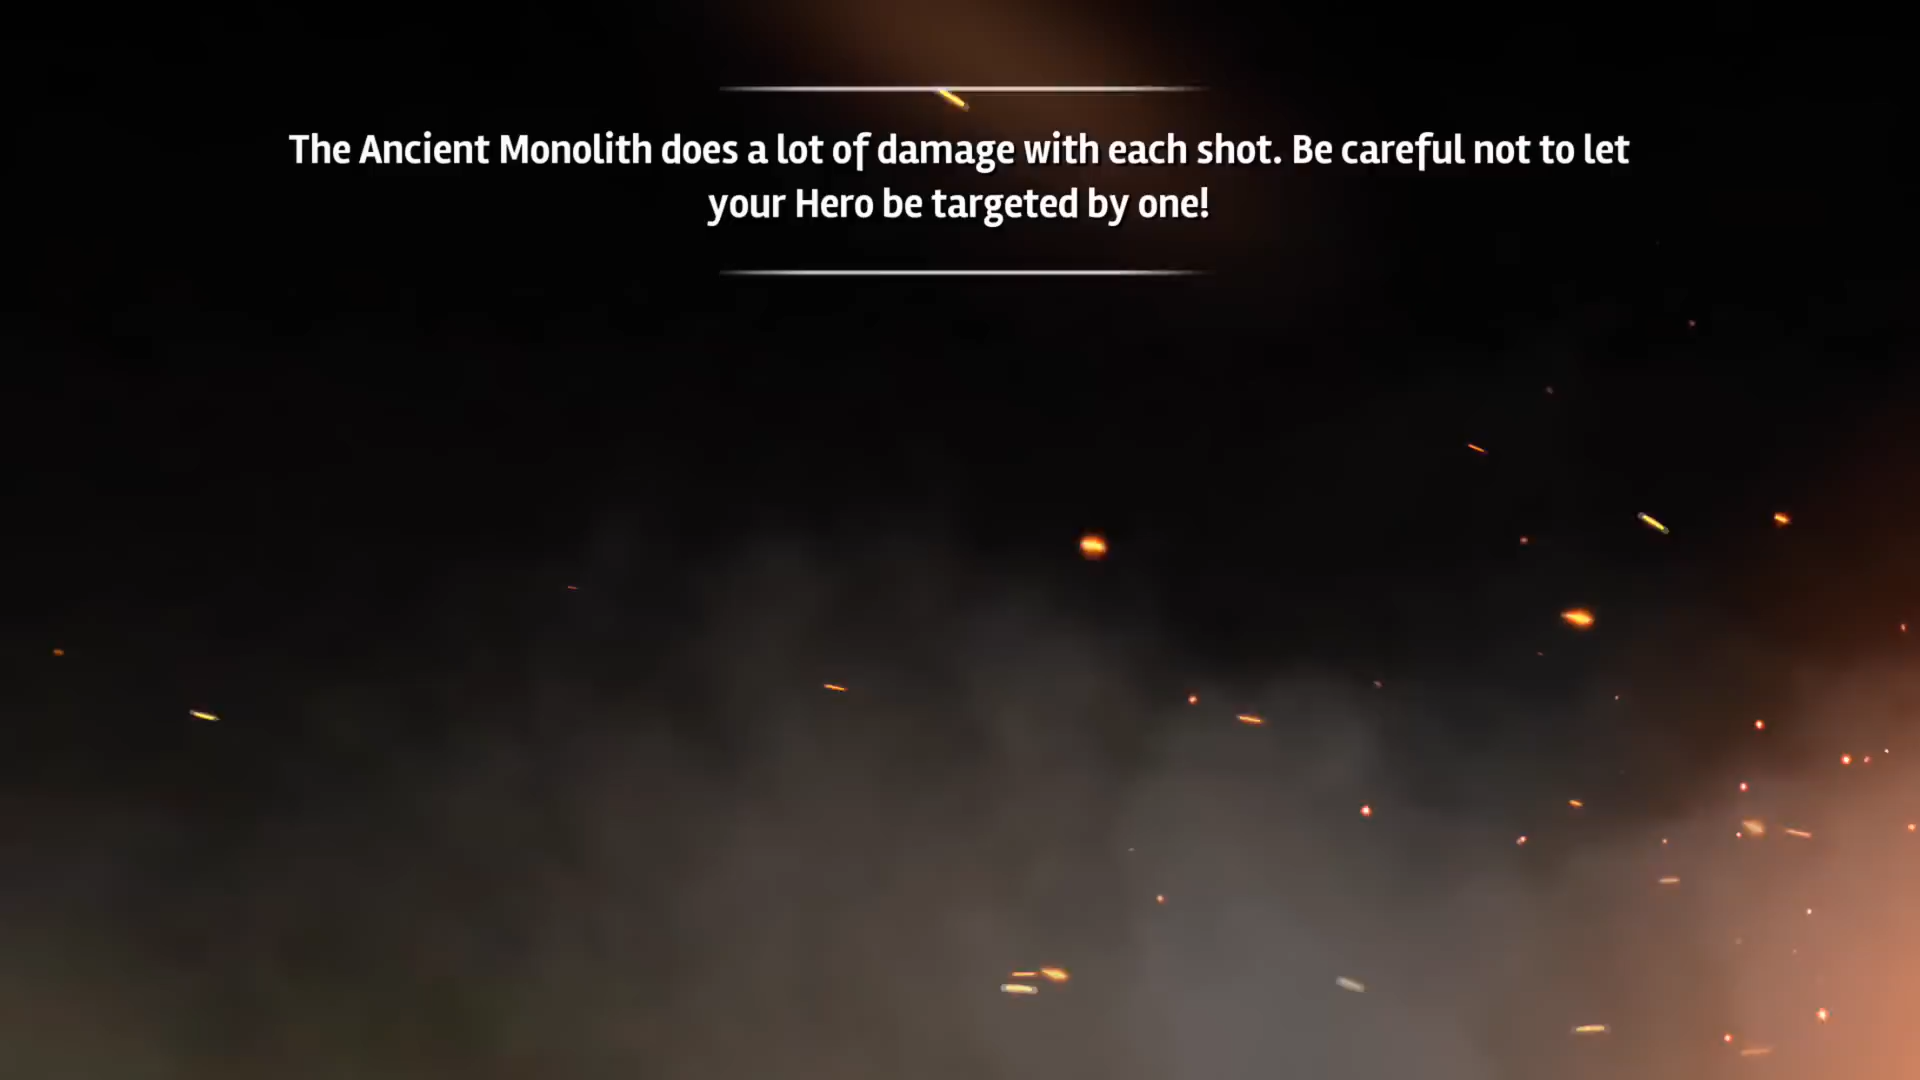 The Ancient Monolith does a lot of damage with each shot. Be careful not to let
your Hero be targeted by one!